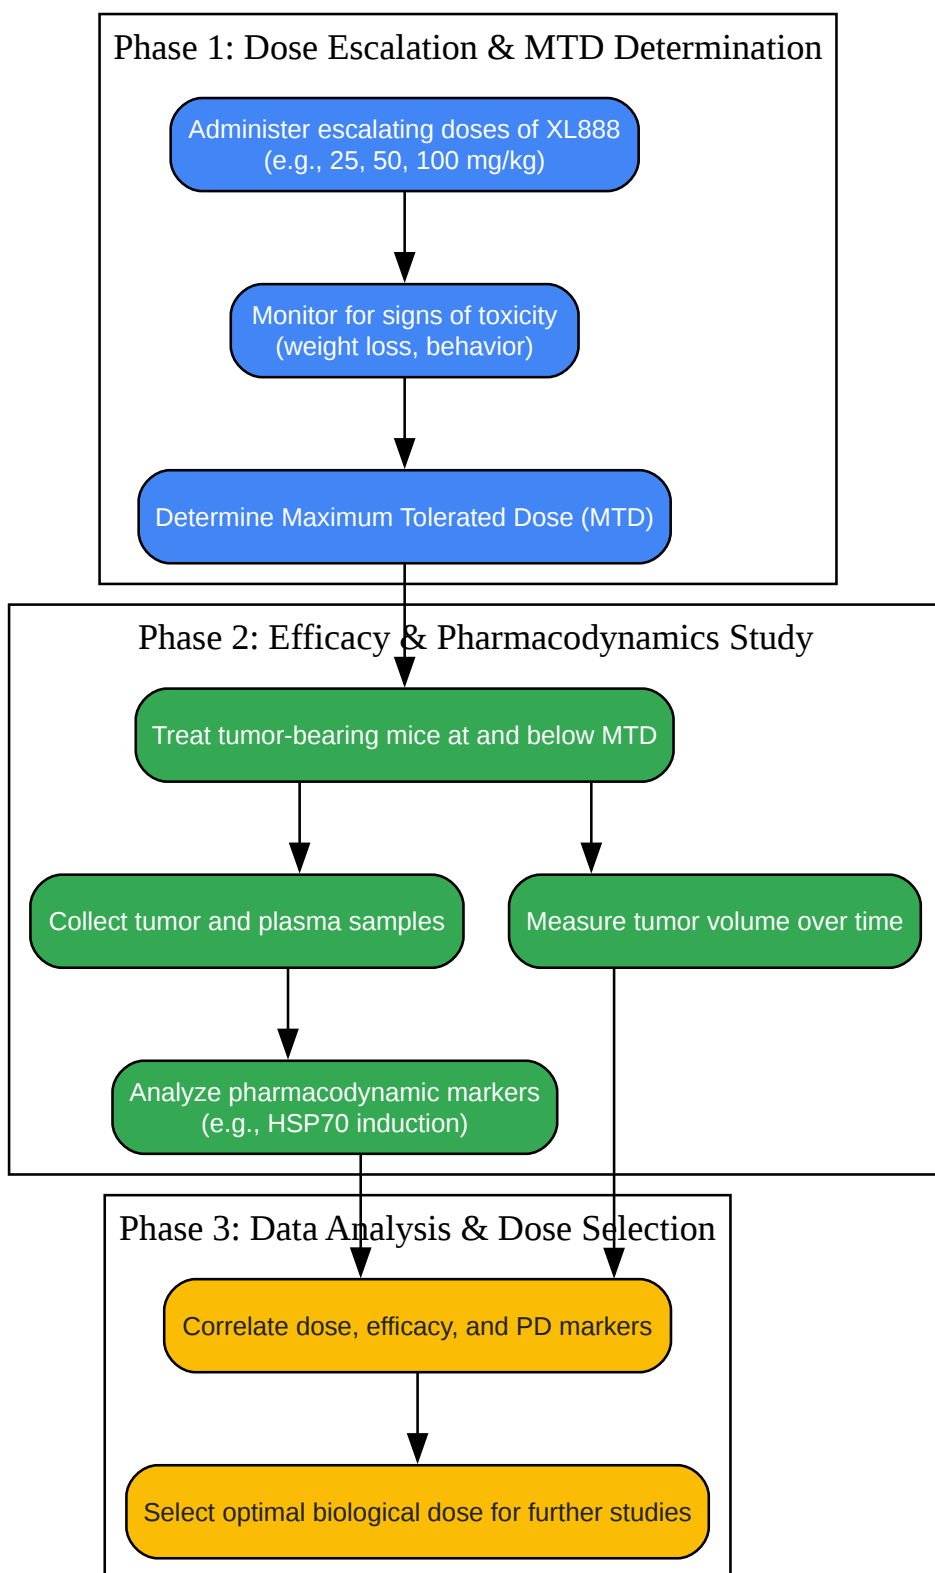 Phase 1: Dose Escalation & MTD Determination
Administer escalating doses of XL888
(e.g., 25, 50, 100 mg/kg)
Monitor for signs of toxicity
(weight loss, behavior)
Determine Maximum Tolerated Dose (MTD)
Phase 2: Efficacy & Pharmacodynamics Study
Treat tumor-bearing mice at and below MTD
Collect tumor and plasma samples
Measure tumor volume over time
Analyze pharmacodynamic markers
(e.g., HSP70 induction)
Phase 3: Data Analysis & Dose Selection
Correlate dose, efficacy, and PD markers
Select optimal biological dose for further studies